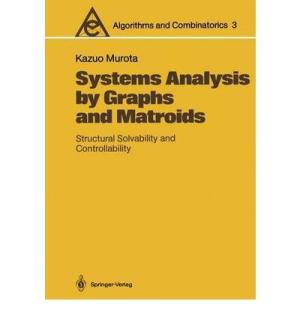 Algorithms and Combinatorics 3
Kazuo Murota
Systems Analysis
by Graphs
and Matroids
Structural Solvability and
Controllability
Springer-Verlag